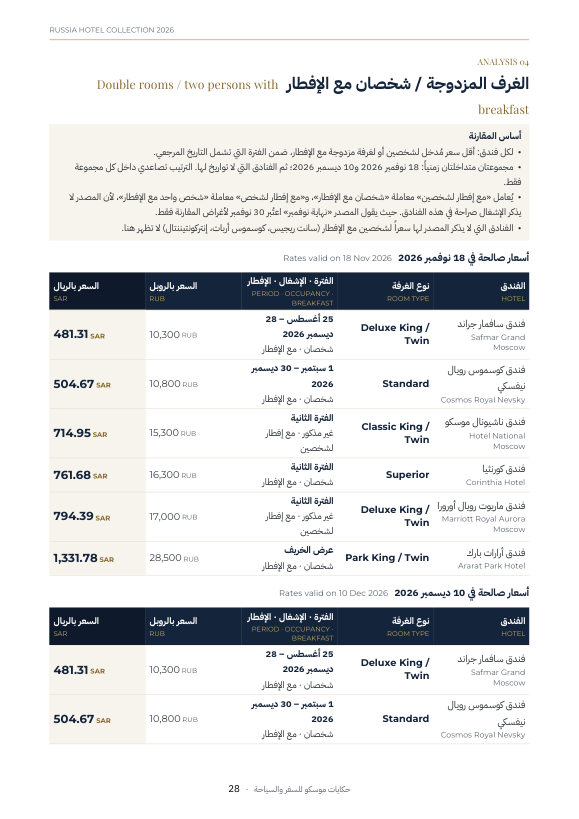 RUSSIA HOTEL COLLECTION 2026
ANALYSIS 04
الغرف المزدوجة / شخصان مع الإفطار Double rooms / two persons with
breakfast
أساس المقارنة
• لكل فندق: أقل سعر مُدخل لشخصين أو لغرفة مزدوجة مع الإفطار، ضمن الفترة التي تشمل التاريخ المرجعي.
• مجموعتان متداخلتان زمنياً: 18 نوفمبر 2026 و10 ديسمبر 2026؛ ثم الفنادق التي لا تواريخ لها. الترتيب تصاعدي داخل كل مجموعة
فقط.
• يُعامل «مع إفطار لشخصين» معاملة «شخصان مع الإفطار»، و«مع إفطار لشخص» معاملة «شخص واحد مع الإفطار»، لأن المصدر لا
يذكر الإشغال صراحة في هذه الفنادق. حيث يقول المصدر «نهاية نوفمبر» اعتُبر 30 نوفمبر لأغراض المقارنة فقط.
• الفنادق التي لا يذكر المصدر لها سعراً لشخصين مع الإفطار (سانت ريجيس، كوسموس أربات، إنتركونتيننتال) لا تظهر هنا.
أسعار صالحة في 18 نوفمبر 2026 Rates valid on 18 Nov 2026
الفندق نوع الغرفة الفترة · الإشغال · الإفطار السعر بالروبل السعر بالريال
HOTEL ROOM TYPE PERIOD · OCCUPANCY · BREAKFAST RUB SAR
فندق سافمار جراند
Safmar Grand
Moscow
Deluxe King /
Twin
25 أغسطس – 28
ديسمبر 2026
شخصان · مع الإفطار
10,300 RUB
481.31 SAR
فندق كوسموس رويال
نيفسكي
Cosmos Royal Nevsky
Standard
1 سبتمبر – 30 ديسمبر
2026
شخصان · مع الإفطار
10,800 RUB
504.67 SAR
فندق ناشيونال موسكو
Hotel National
Moscow
Classic King /
Twin
الفترة الثانية
غير مذكور · مع إفطار
لشخصين
15,300 RUB
714.95 SAR
فندق كورنثيا
Corinthia Hotel
Superior
الفترة الثانية
شخصان · مع الإفطار
16,300 RUB
761.68 SAR
فندق ماريوت رويال أورورا
Marriott Royal Aurora
Moscow
Deluxe King /
Twin
الفترة الثانية
غير مذكور · مع إفطار
لشخصين
17,000 RUB
794.39 SAR
فندق أرارات بارك
Ararat Park Hotel
Park King / Twin
عرض الخريف
شخصان · مع الإفطار
28,500 RUB
1,331.78 SAR
أسعار صالحة في 10 ديسمبر 2026 Rates valid on 10 Dec 2026
الفندق نوع الغرفة الفترة · الإشغال · الإفطار السعر بالروبل السعر بالريال
HOTEL ROOM TYPE PERIOD · OCCUPANCY · BREAKFAST RUB SAR
فندق سافمار جراند
Safmar Grand
Moscow
Deluxe King /
Twin
25 أغسطس – 28
ديسمبر 2026
شخصان · مع الإفطار
10,300 RUB
481.31 SAR
فندق كوسموس رويال
نيفسكي
Cosmos Royal Nevsky
Standard
1 سبتمبر – 30 ديسمبر
2026
شخصان · مع الإفطار
10,800 RUB
504.67 SAR
حكايات موسكو للسفر والسياحة · 28